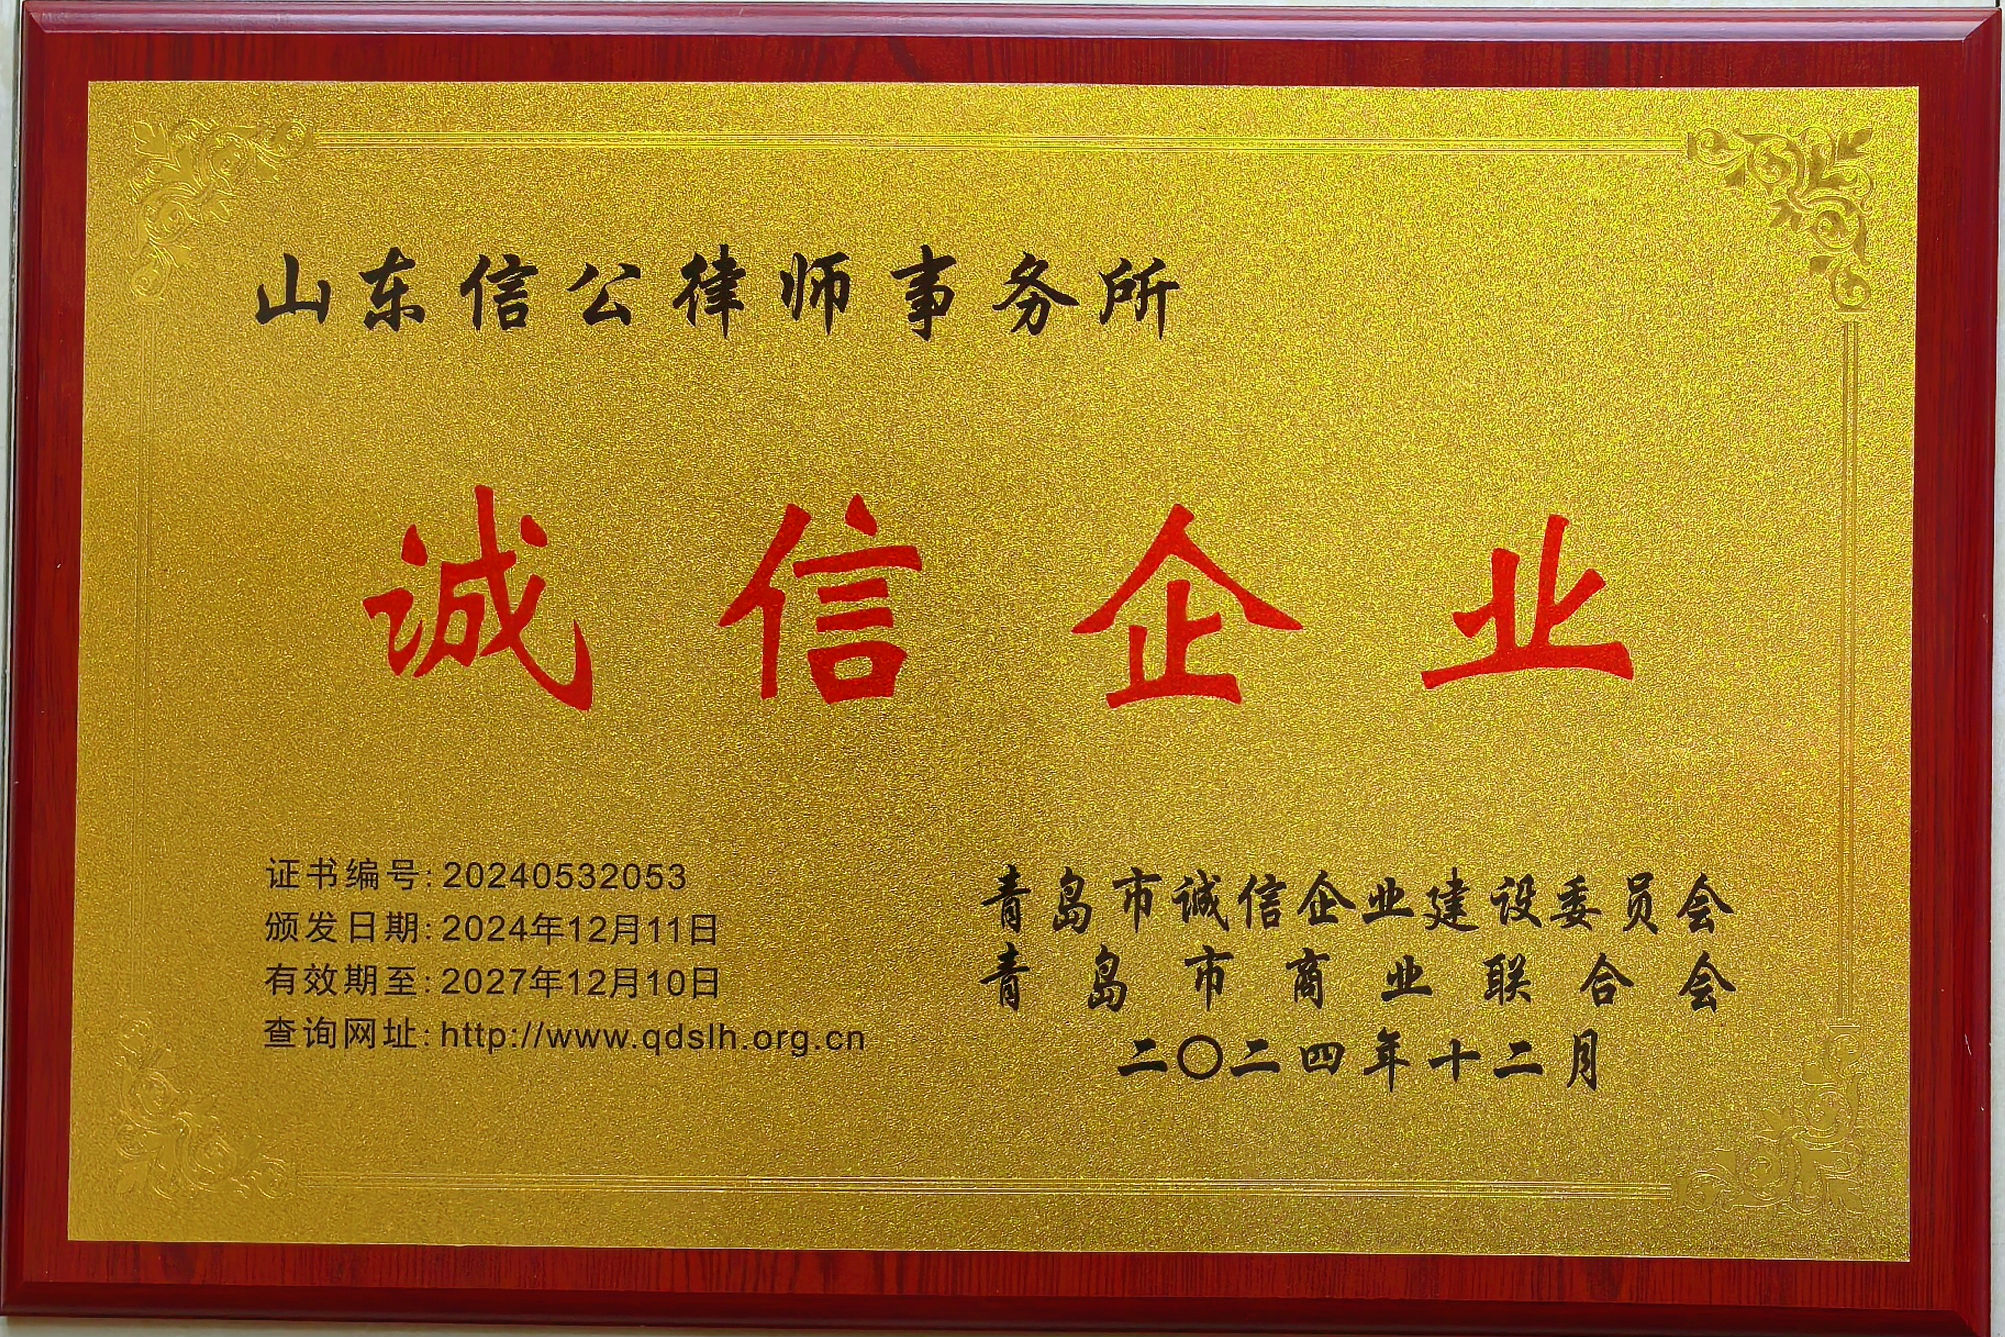 山东信公律师事务所
诚信企业
证书编号: 20240532053
颁发日期: 2024年12月11日
有效期至: 2027年12月10日
查询网址: http://www.qdslh.org.cn
青岛市诚信企业建设委员会
青岛市商业联合会
二〇二四年十二月